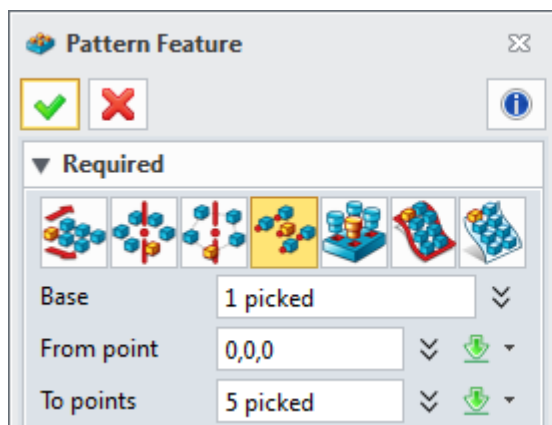 Pattern Feature
Required
Base 1 picked
From point 0,0,0
To points 5 picked